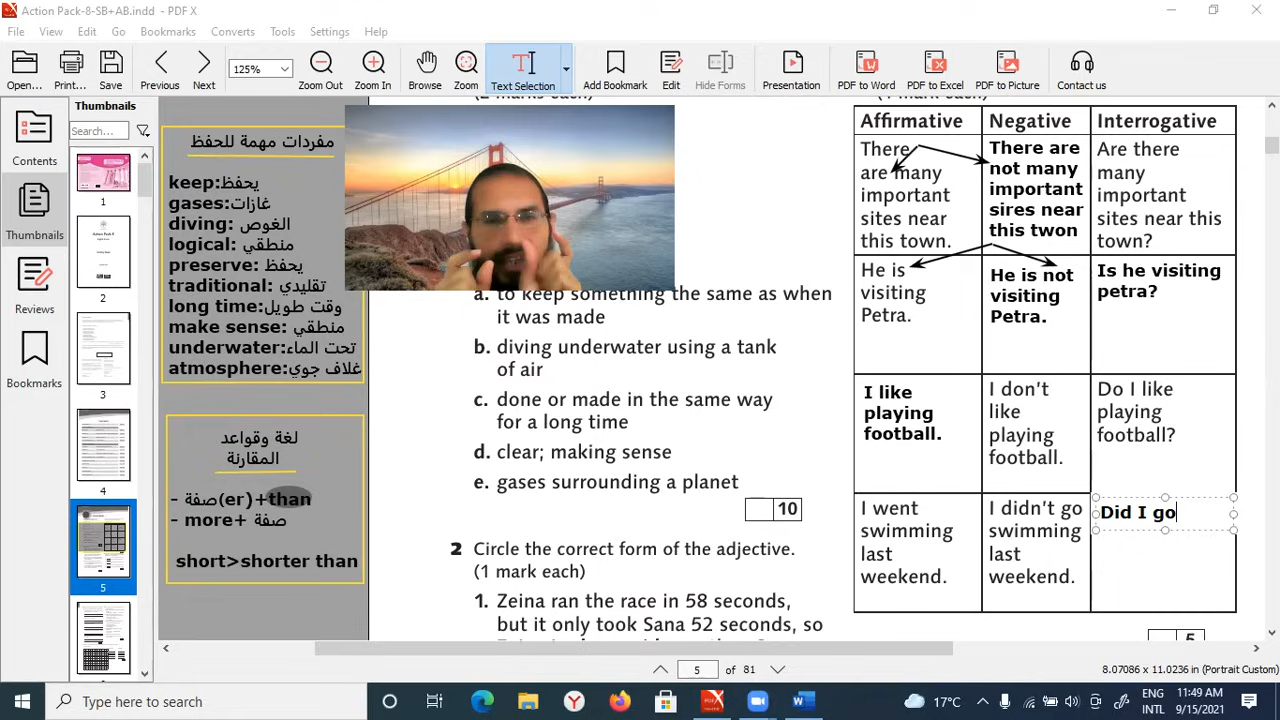 Action Pack-8-SB+AB.indd - PDF X
File View Edit Go Bookmarks Converts Tools Settings Help
Open... Print... Save Previous Next 125% Zoom Out Zoom In Browse Zoom Text Selection Add Bookmark Edit Hide Forms Presentation PDF to Word PDF to Excel PDF to Picture Contact us
Contents
Thumbnails
Reviews
Bookmarks
Thumbnails
Search...
1
2
3
4
5
مفردات مهمة للحفظ
keep:يحفظ
gases:غازات
diving: الغوص
logical: منطقي
preserve: يحفظ
traditional: تقليدي
long time:وقت طويل
make sense: منطقي
underwater:تحت الماء
atmosphere:غلاف جوي
لغة وقواعد
المقارنة
- صفة(er)+than
- more+ صفة
short>shorter than
a. to keep something the same as when
it was made
b. diving underwater using a tank
of air
c. done or made in the same way
for a long time
d. clear; making sense
e. gases surrounding a planet
10
2 Circle the correct form of the adjective.
(1 mark each)
1. Zeina ran the race in 58 seconds,
but it only took Sana 52 seconds, so
Affirmative Negative Interrogative
There
are many
important
sites near
this town.
There are
not many
important
sires near
this twon
Are there
many
important
sites near this
town?
He is
visiting
Petra.
He is not
visiting
Petra.
Is he visiting
petra?
I like
playing
football.
I don't
like
playing
football.
Do I like
playing
football?
I went
swimming
last
weekend.
I didn't go
swimming
last
weekend.
Did I go
5
5 of 81
8.07086 x 11.0236 in (Portrait Custom)
Type here to search
17°C
ENG
INTL
11:49 AM
9/15/2021